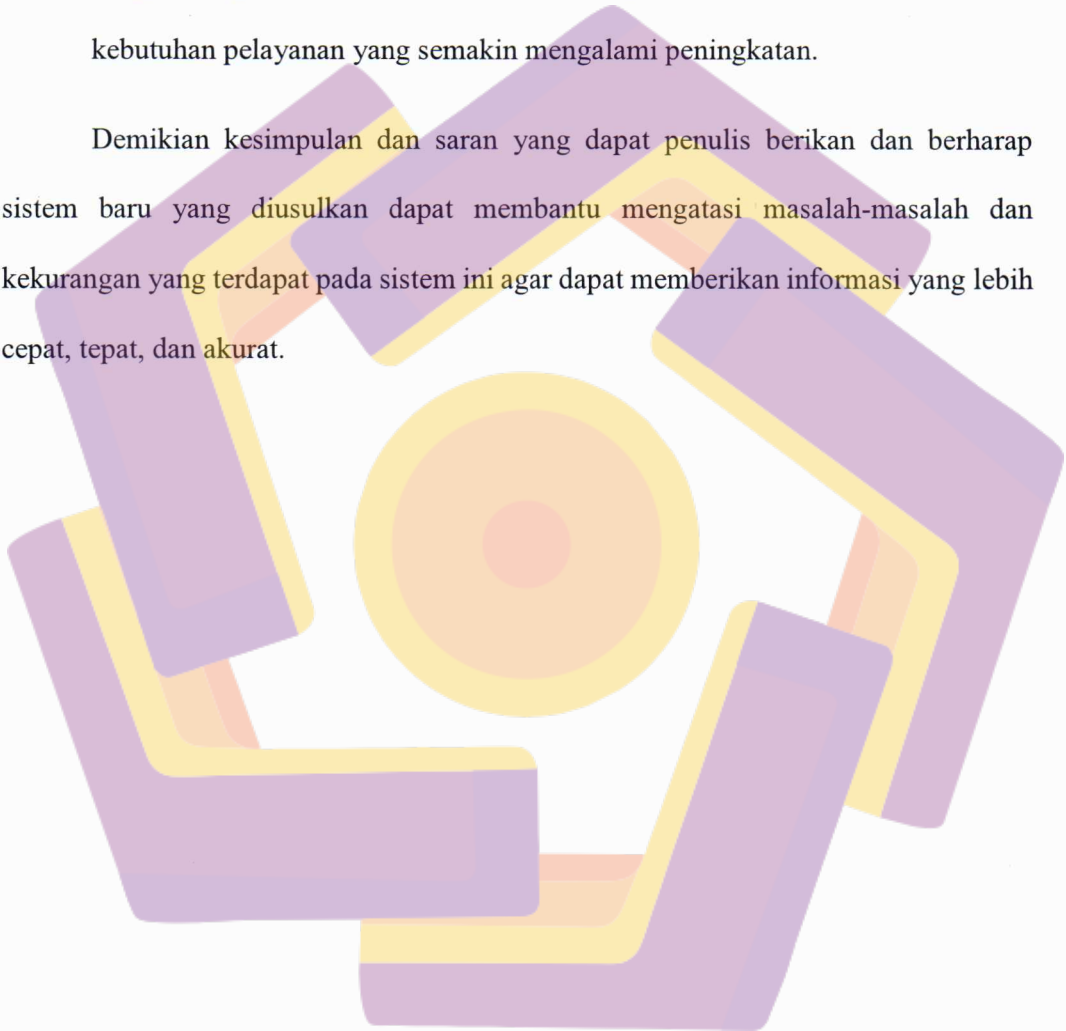 kebutuhan pelayanan yang semakin mengalami peningkatan.
Demikian kesimpulan dan saran yang dapat penulis berikan dan berharap
sistem baru yang diusulkan dapat membantu mengatasi masalah-masalah dan
kekurangan yang terdapat pada sistem ini agar dapat memberikan informasi yang lebih
cepat, tepat, dan akurat.